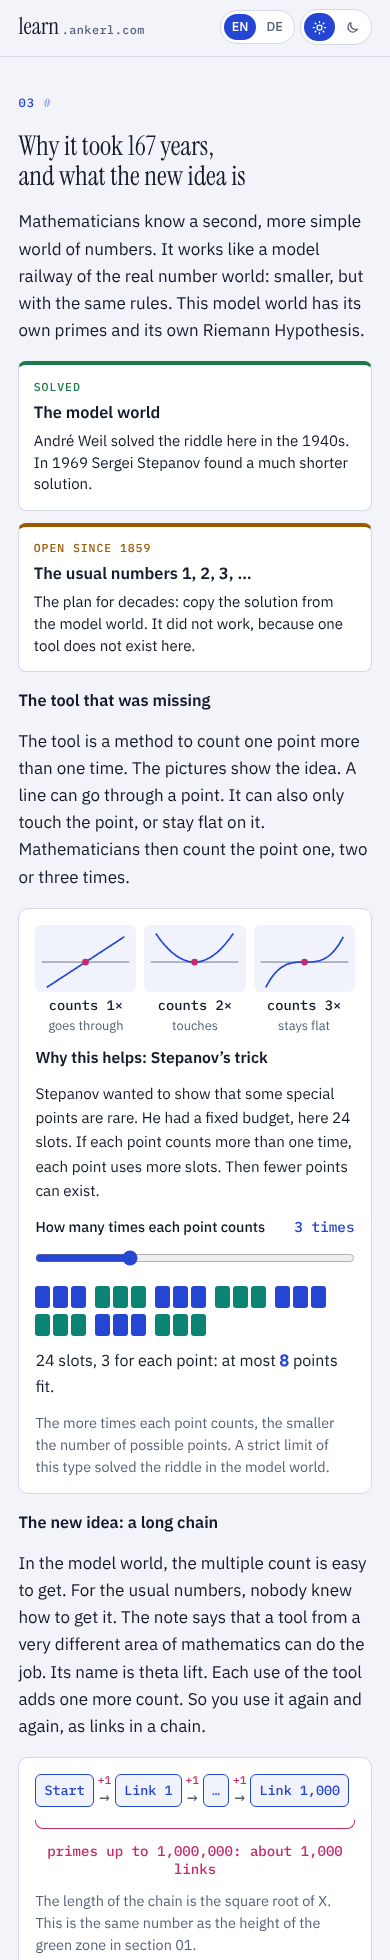 learn.ankerl.com EN DE
03 #
Why it took 167 years,
and what the new idea is
Mathematicians know a second, more simple
world of numbers. It works like a model
railway of the real number world: smaller, but
with the same rules. This model world has its
own primes and its own Riemann Hypothesis.
SOLVED
The model world
André Weil solved the riddle here in the 1940s.
In 1969 Sergei Stepanov found a much shorter
solution.
OPEN SINCE 1859
The usual numbers 1, 2, 3, …
The plan for decades: copy the solution from
the model world. It did not work, because one
tool does not exist here.
The tool that was missing
The tool is a method to count one point more
than one time. The pictures show the idea. A
line can go through a point. It can also only
touch the point, or stay flat on it.
Mathematicians then count the point one, two
or three times.
counts 1× counts 2× counts 3×
goes through touches stays flat
Why this helps: Stepanov’s trick
Stepanov wanted to show that some special
points are rare. He had a fixed budget, here 24
slots. If each point counts more than one time,
each point uses more slots. Then fewer points
can exist.
How many times each point counts 3 times
24 slots, 3 for each point: at most 8 points
fit.
The more times each point counts, the smaller
the number of possible points. A strict limit of
this type solved the riddle in the model world.
The new idea: a long chain
In the model world, the multiple count is easy
to get. For the usual numbers, nobody knew
how to get it. The note says that a tool from a
very different area of mathematics can do the
job. Its name is theta lift. Each use of the tool
adds one more count. So you use it again and
again, as links in a chain.
Start +1 → Link 1 +1 → … +1 → Link 1,000
primes up to 1,000,000: about 1,000
links
The length of the chain is the square root of X.
This is the same number as the height of the
green zone in section 01.